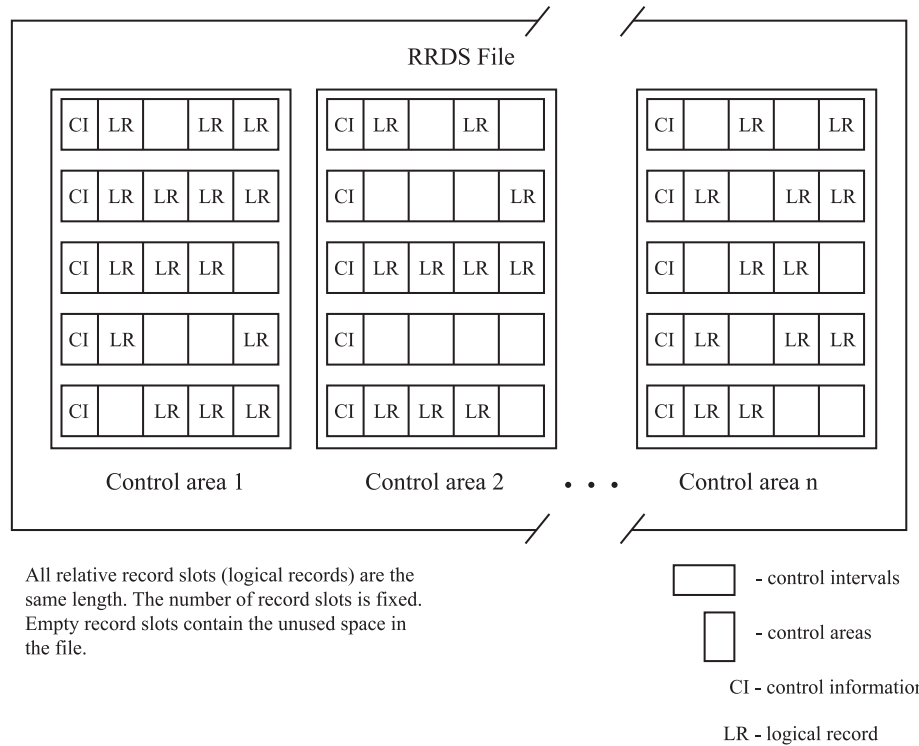 RRDS File
CI LR LR LR
CI LR LR LR LR
CI LR LR LR
CI LR LR
CI LR LR LR
Control area 1
CI LR LR
CI LR
CI LR LR LR LR
CI
CI LR LR LR
Control area 2
. . .
CI LR LR
CI LR LR LR
CI LR LR
CI LR LR LR
CI LR LR
Control area n
All relative record slots (logical records) are the
same length. The number of record slots is fixed.
Empty record slots contain the unused space in
the file.
- control intervals
- control areas
CI - control information
LR - logical record